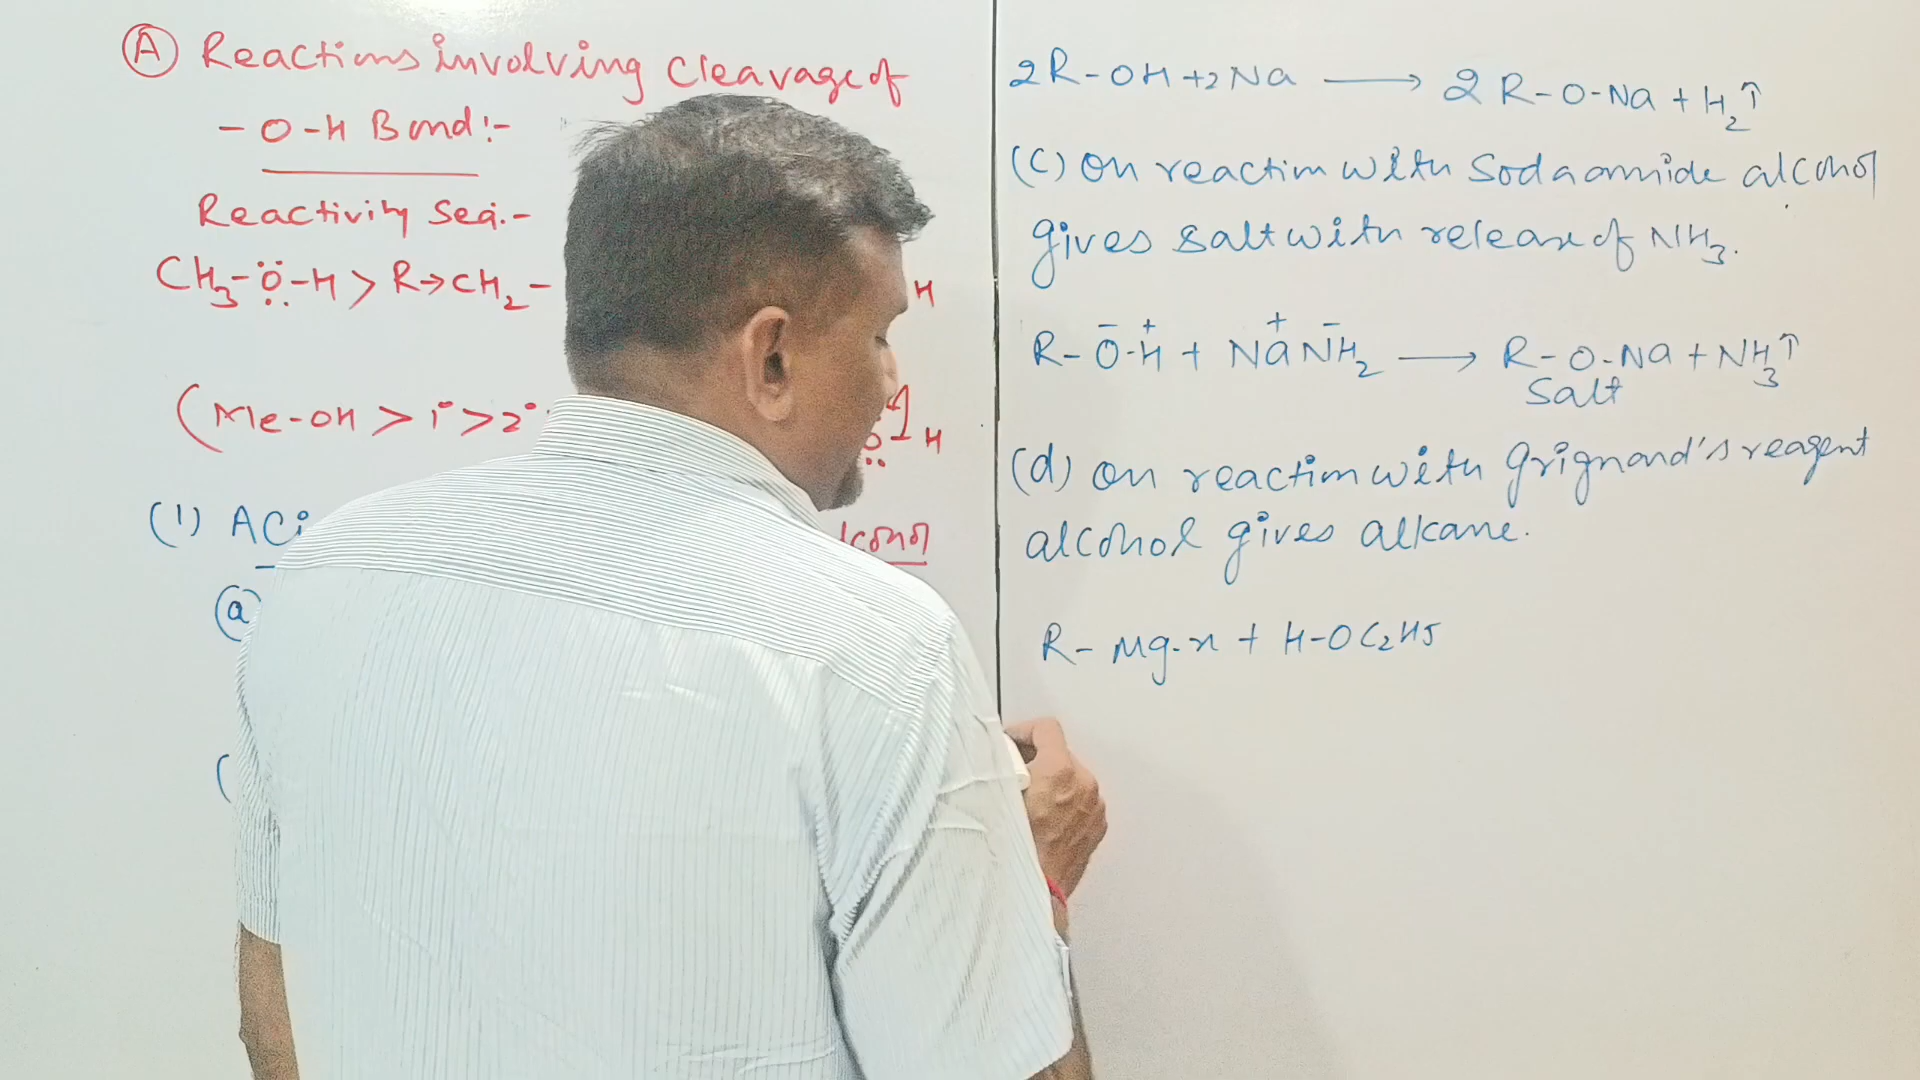 Ⓐ Reactions involving cleavage of
- O - H Bond :-
Reactivity Seq.-
CH₃-Ö-H > R→CH₂- H
(Me-OH > 1° > 2°
H
(1) Aci
ⓐ
(
2R-OH + 2Na ⟶ 2R-O-Na + H₂↑
(C) on reaction with Sodaamide alcohol
gives salt with release of NH₃.
R-O⁻-H⁺ + Na⁺NH₂⁻ ⟶ R-O-Na + NH₃↑
Salt
(d) on reaction with Grignard's reagent
alcohol gives alkane.
R-Mg-x + H-OC₂H5